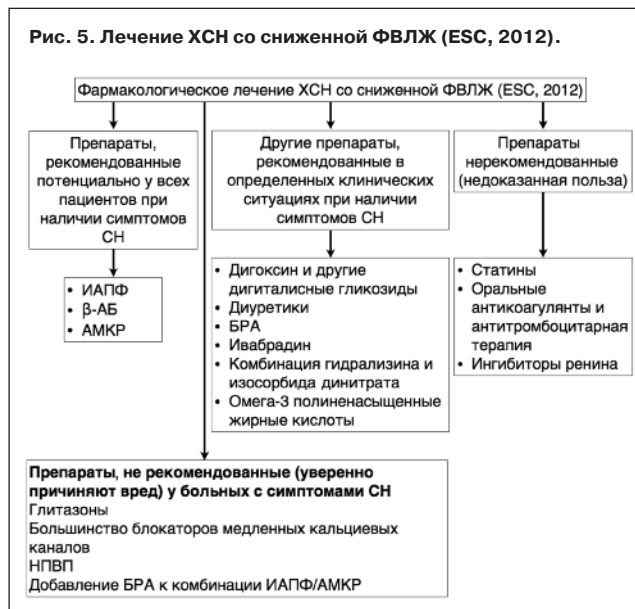 Рис. 5. Лечение ХСН со сниженной ФВЛЖ (ESC, 2012).
Фармакологическое лечение ХСН со сниженной ФВЛЖ (ESC, 2012)
Препараты,
рекомендованные
потенциально у всех
пациентов при
наличии симптомов
СН
• ИАПФ
• β-АБ
• АМКР
Другие препараты,
рекомендованные в
определенных клинических
ситуациях при наличии
симптомов СН
• Дигоксин и другие
дигиталисные гликозиды
• Диуретики
• БРА
• Ивабрадин
• Комбинация гидрализина и
изосорбида динитрата
• Омега-3 полиненасыщенные
жирные кислоты
Препараты
нерекомендованные
(недоказанная польза)
• Статины
• Оральные
антикоагулянты и
антитромбоцитарная
терапия
• Ингибиторы ренина
Препараты, не рекомендованные (уверенно
причиняют вред) у больных с симптомами СН
Глитазоны
Большинство блокаторов медленных кальциевых
каналов
НПВП
Добавление БРА к комбинации ИАПФ/АМКР